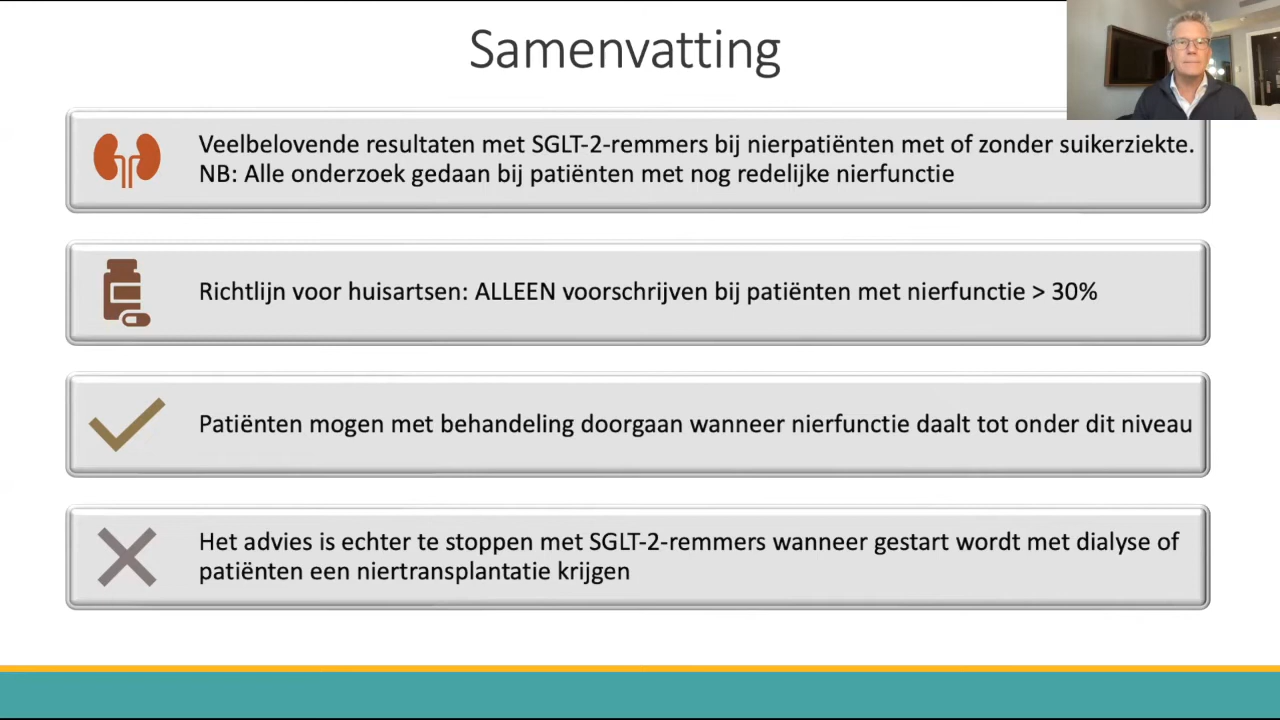 Samenvatting
Veelbelovende resultaten met SGLT-2-remmers bij nierpatiënten met of zonder suikerziekte.
NB: Alle onderzoek gedaan bij patiënten met nog redelijke nierfunctie
Richtlijn voor huisartsen: ALLEEN voorschrijven bij patiënten met nierfunctie > 30%
Patiënten mogen met behandeling doorgaan wanneer nierfunctie daalt tot onder dit niveau
Het advies is echter te stoppen met SGLT-2-remmers wanneer gestart wordt met dialyse of
patiënten een niertransplantatie krijgen